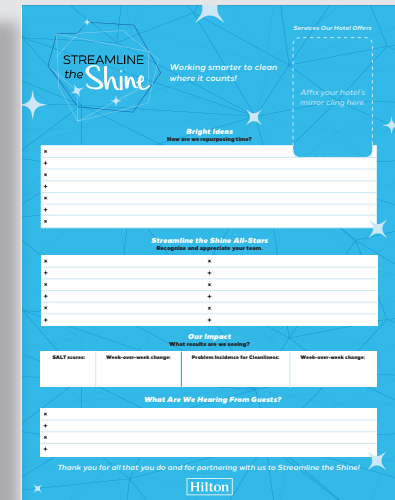 STREAMLINE
the Shine
Working smarter to clean
where it counts!
Services Our Hotel Offers
Affix your hotel's
mirror cling here.
Bright Ideas
How are we repurposing time?
Streamline the Shine All-Stars
Recognize and appreciate your team.
Our Impact
What results are we seeing?
SALT scores:
Week-over-week change:
Problem Incidence for Cleanliness:
Week-over-week change:
What Are We Hearing From Guests?
Thank you for all that you do and for partnering with us to Streamline the Shine!
Hilton